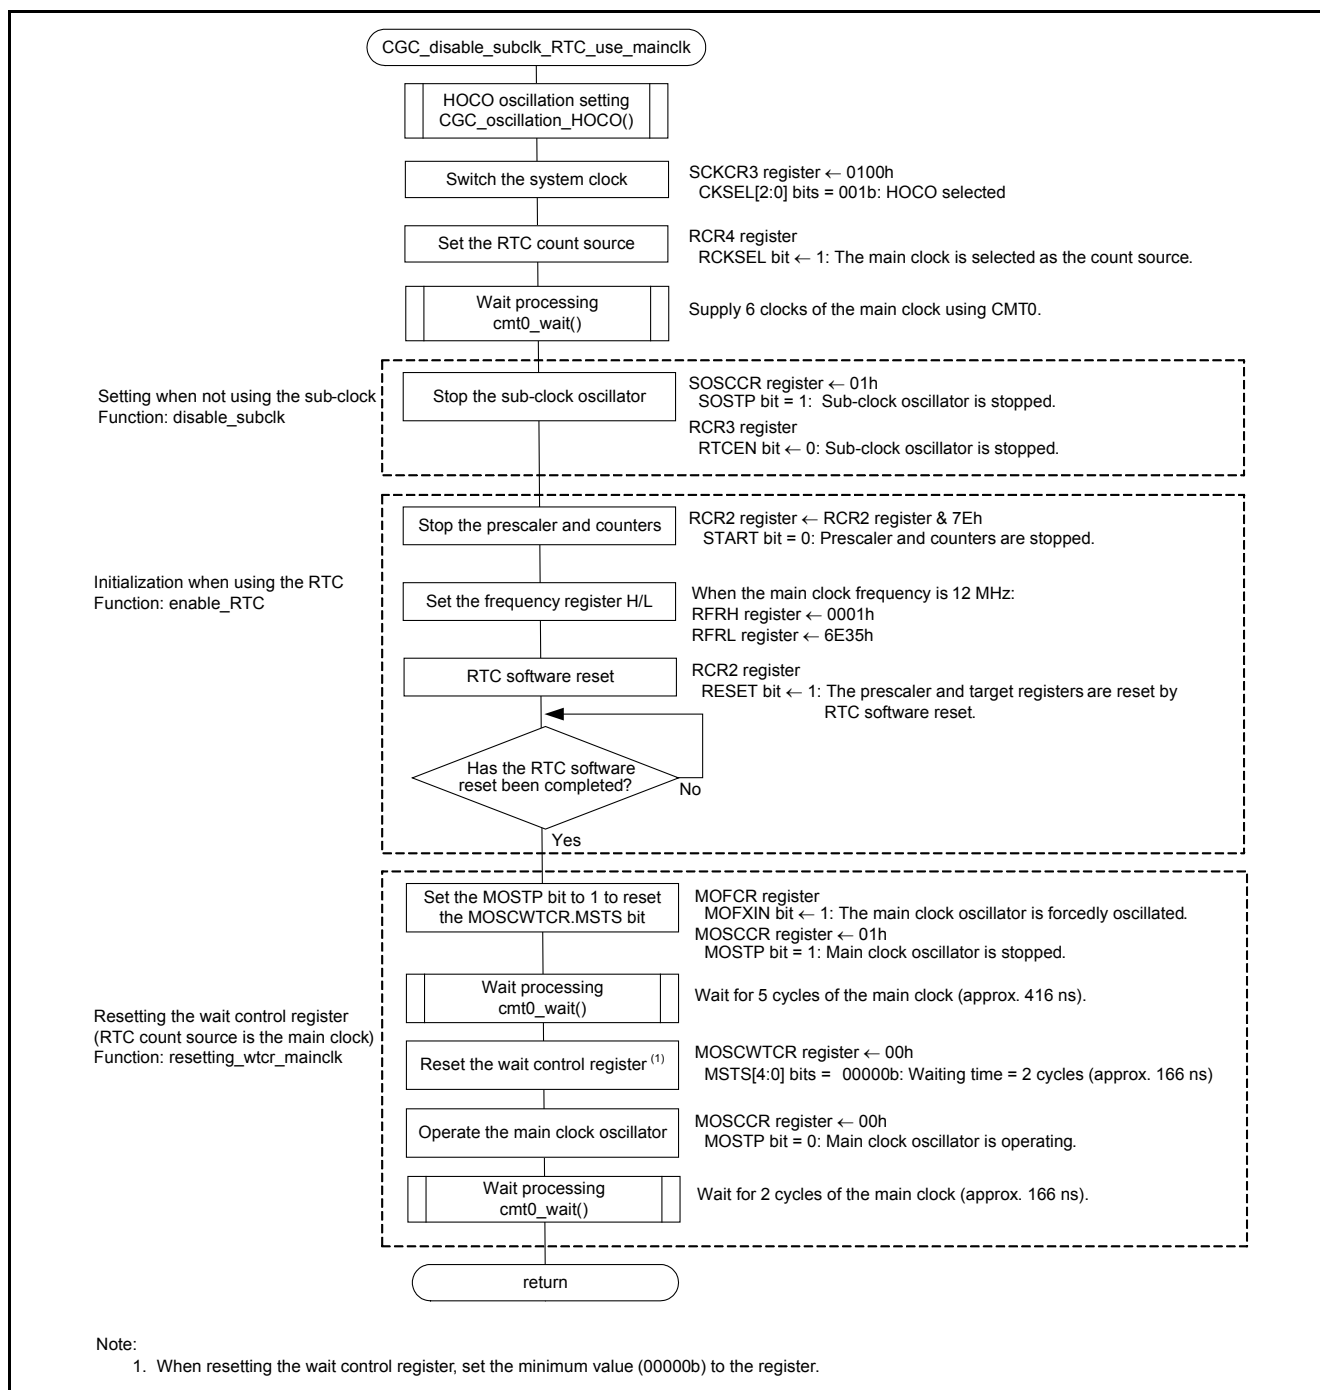 CGC_disable_subclk_RTC_use_mainclk
HOCO oscillation setting
CGC_oscillation_HOCO()
Switch the system clock
SCKCR3 register ← 0100h
CKSEL[2:0] bits = 001b: HOCO selected
Set the RTC count source
RCR4 register
RCKSEL bit ← 1: The main clock is selected as the count source.
Wait processing
cmt0_wait()
Supply 6 clocks of the main clock using CMT0.
Setting when not using the sub-clock
Function: disable_subclk
Stop the sub-clock oscillator
SOSCCR register ← 01h
SOSTP bit = 1: Sub-clock oscillator is stopped.
RCR3 register
RTCEN bit ← 0: Sub-clock oscillator is stopped.
Initialization when using the RTC
Function: enable_RTC
Stop the prescaler and counters
RCR2 register ← RCR2 register & 7Eh
START bit = 0: Prescaler and counters are stopped.
Set the frequency register H/L
When the main clock frequency is 12 MHz:
RFRH register ← 0001h
RFRL register ← 6E35h
RTC software reset
RCR2 register
RESET bit ← 1: The prescaler and target registers are reset by
RTC software reset.
Has the RTC software
reset been completed?
No
Yes
Resetting the wait control register
(RTC count source is the main clock)
Function: resetting_wtcr_mainclk
Set the MOSTP bit to 1 to reset
the MOSCWTCR.MSTS bit
MOFCR register
MOFXIN bit ← 1: The main clock oscillator is forcedly oscillated.
MOSCCR register ← 01h
MOSTP bit = 1: Main clock oscillator is stopped.
Wait processing
cmt0_wait()
Wait for 5 cycles of the main clock (approx. 416 ns).
Reset the wait control register (1)
MOSCWTCR register ← 00h
MSTS[4:0] bits = 00000b: Waiting time = 2 cycles (approx. 166 ns)
Operate the main clock oscillator
MOSCCR register ← 00h
MOSTP bit = 0: Main clock oscillator is operating.
Wait processing
cmt0_wait()
Wait for 2 cycles of the main clock (approx. 166 ns).
return
Note:
1. When resetting the wait control register, set the minimum value (00000b) to the register.